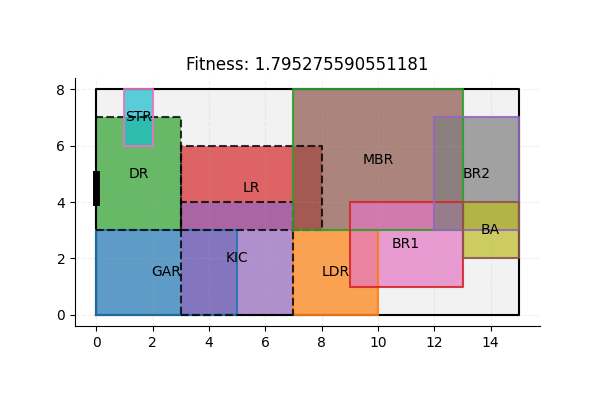 Fitness: 1.795275590551181
8
6
4
2
0
STR
DR
LR
MBR
BR2
GAR
KIC
LDR
BR1
BA
0 2 4 6 8 10 12 14